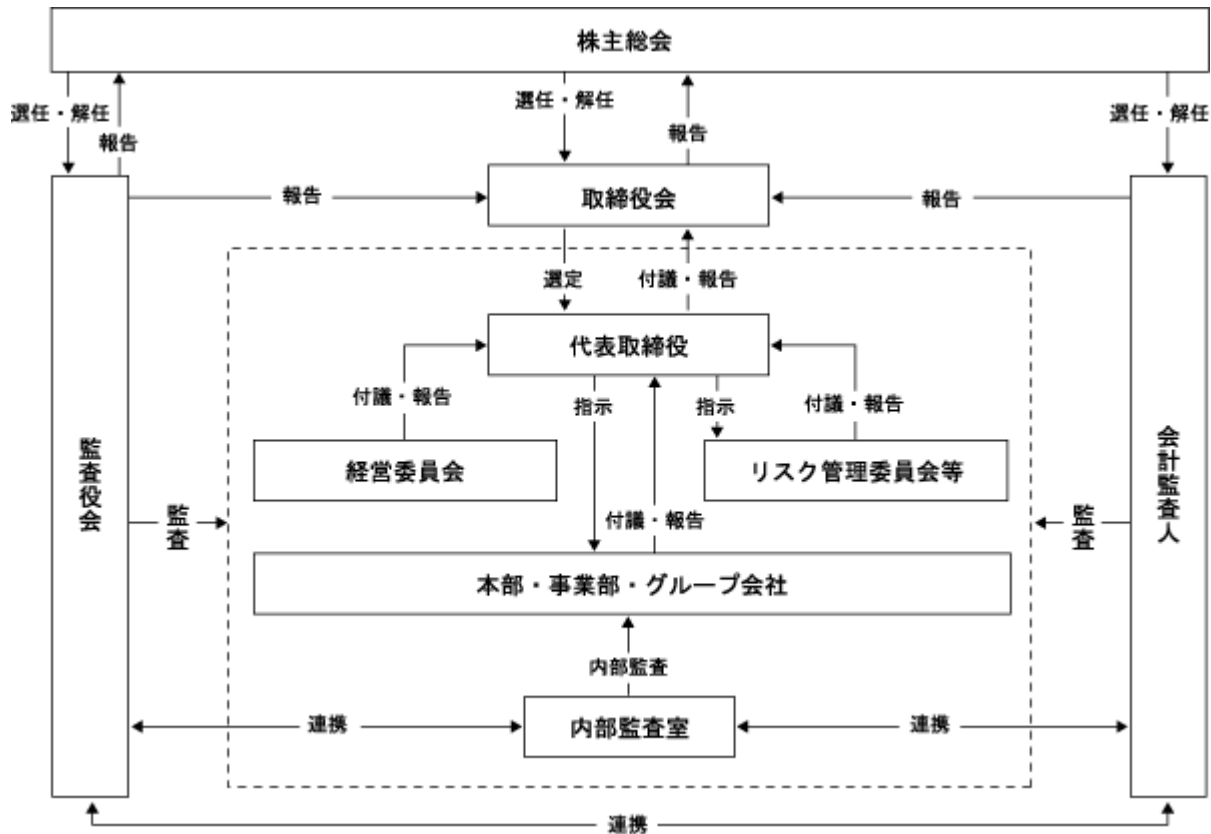 株主総会
選任・解任
報告
選任・解任
報告
選任・解任
報告
取締役会
報告
選定
付議・報告
代表取締役
付議・報告
指示
指示
付議・報告
経営委員会
リスク管理委員会等
監査役会
会計監査人
監査
付議・報告
監査
本部・事業部・グループ会社
内部監査
連携
内部監査室
連携
連携